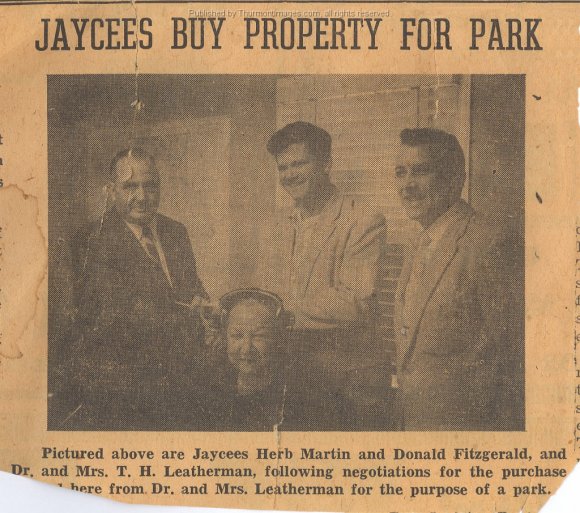 Published by Thurmontimages.com, all rights reserved
JAYCEES BUY PROPERTY FOR PARK
Pictured above are Jaycees Herb Martin and Donald Fitzgerald, and
Dr. and Mrs. T. H. Leatherman, following negotiations for the purchase
here from Dr. and Mrs. Leatherman for the purpose of a park.